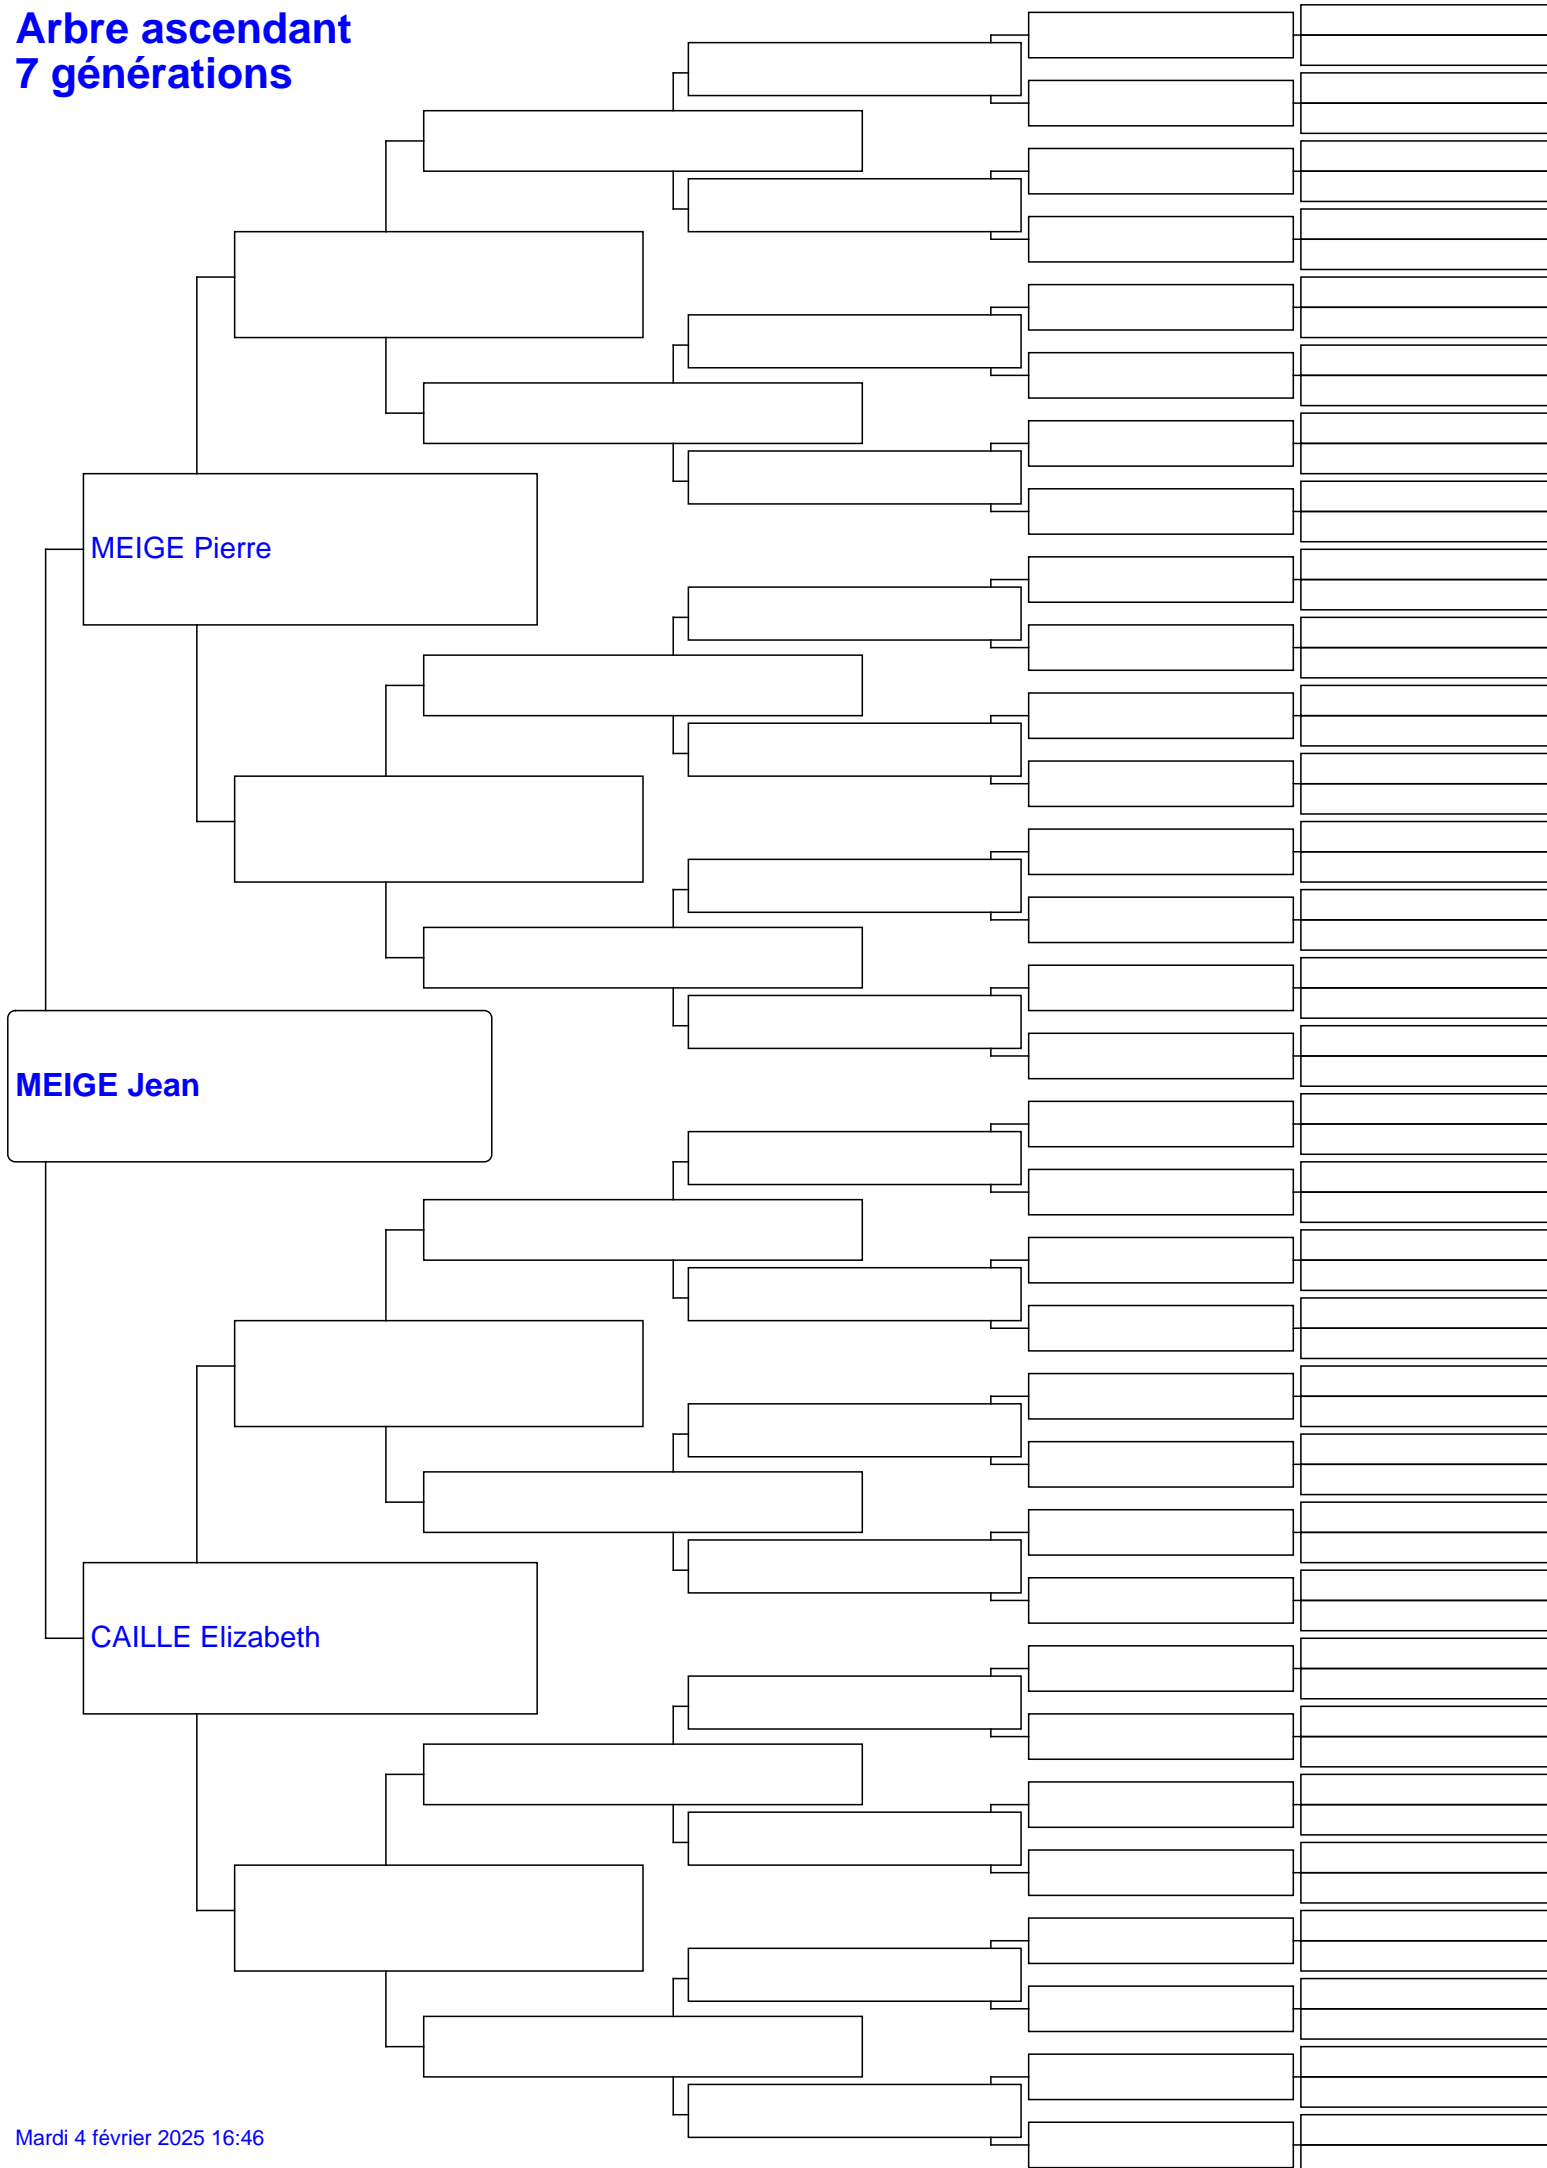 Arbre ascendant
7 générations
MEIGE Pierre
MEIGE Jean
CAILLE Elizabeth
Mardi 4 février 2025 16:46